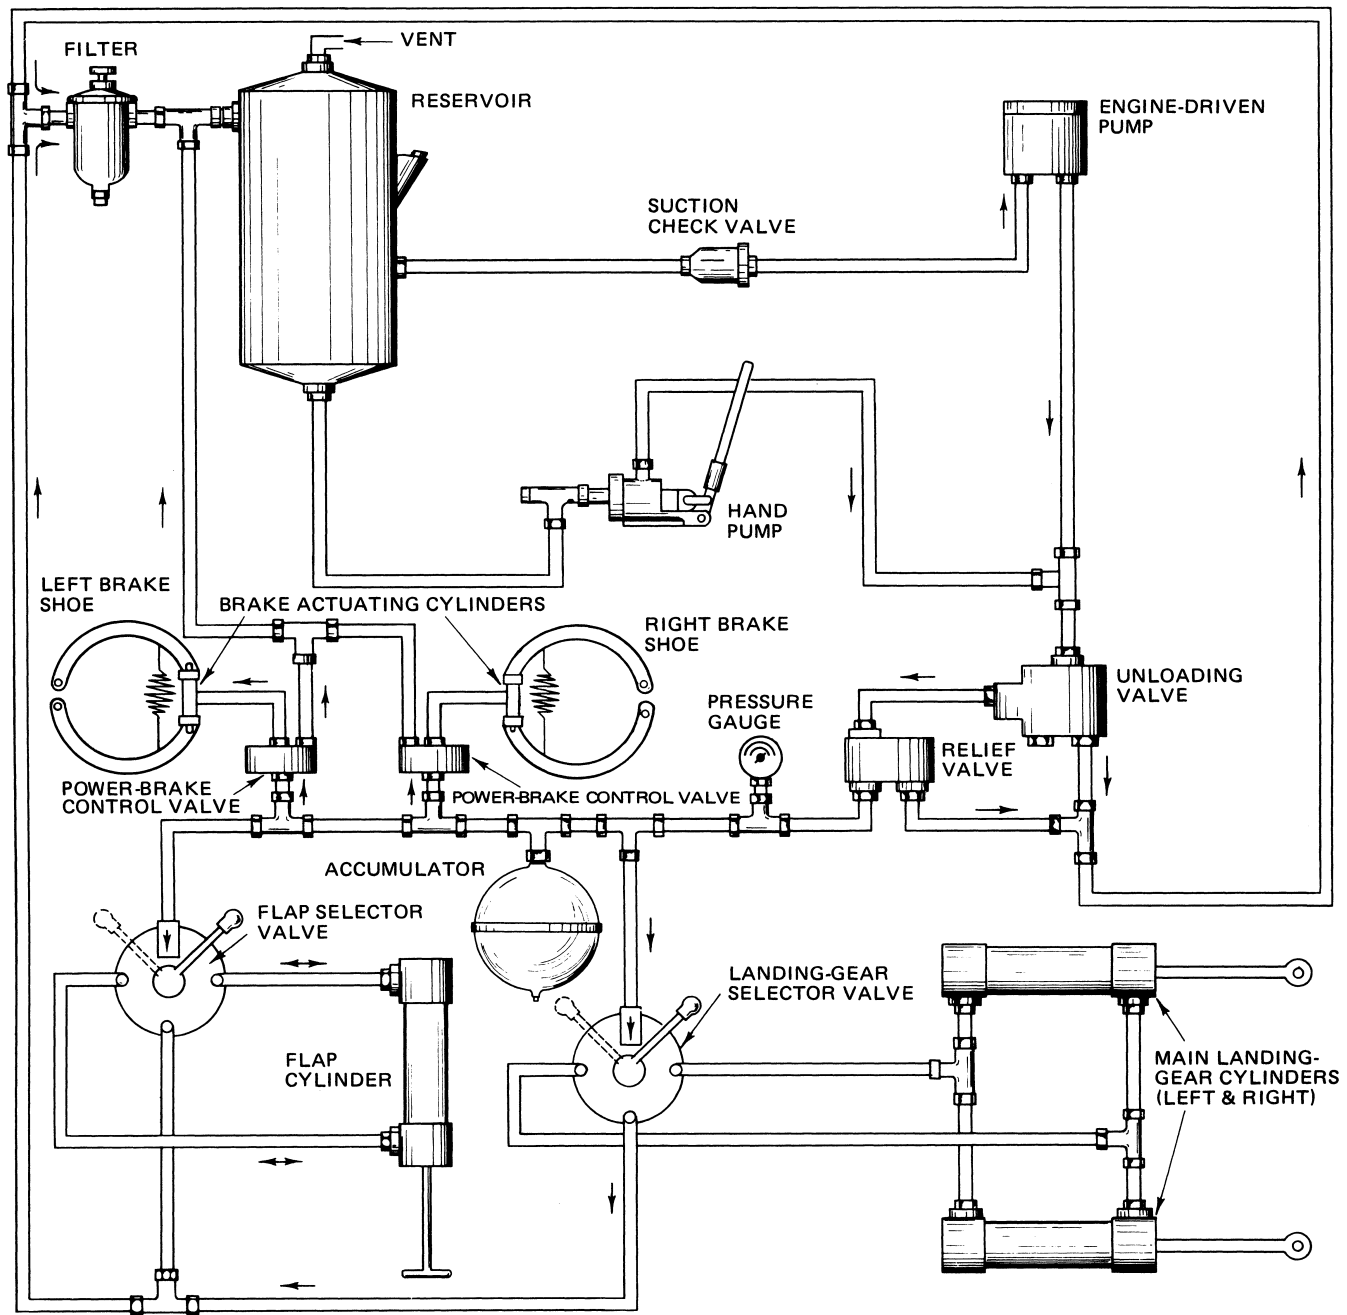 FILTER
VENT
RESERVOIR
ENGINE-DRIVEN
PUMP
SUCTION
CHECK VALVE
HAND
PUMP
LEFT BRAKE
SHOE
BRAKE ACTUATING CYLINDERS
RIGHT BRAKE
SHOE
UNLOADING
VALVE
PRESSURE
GAUGE
RELIEF
VALVE
POWER-BRAKE
CONTROL VALVE
POWER-BRAKE CONTROL VALVE
ACCUMULATOR
FLAP SELECTOR
VALVE
LANDING-GEAR
SELECTOR VALVE
FLAP
CYLINDER
MAIN LANDING-
GEAR CYLINDERS
(LEFT & RIGHT)